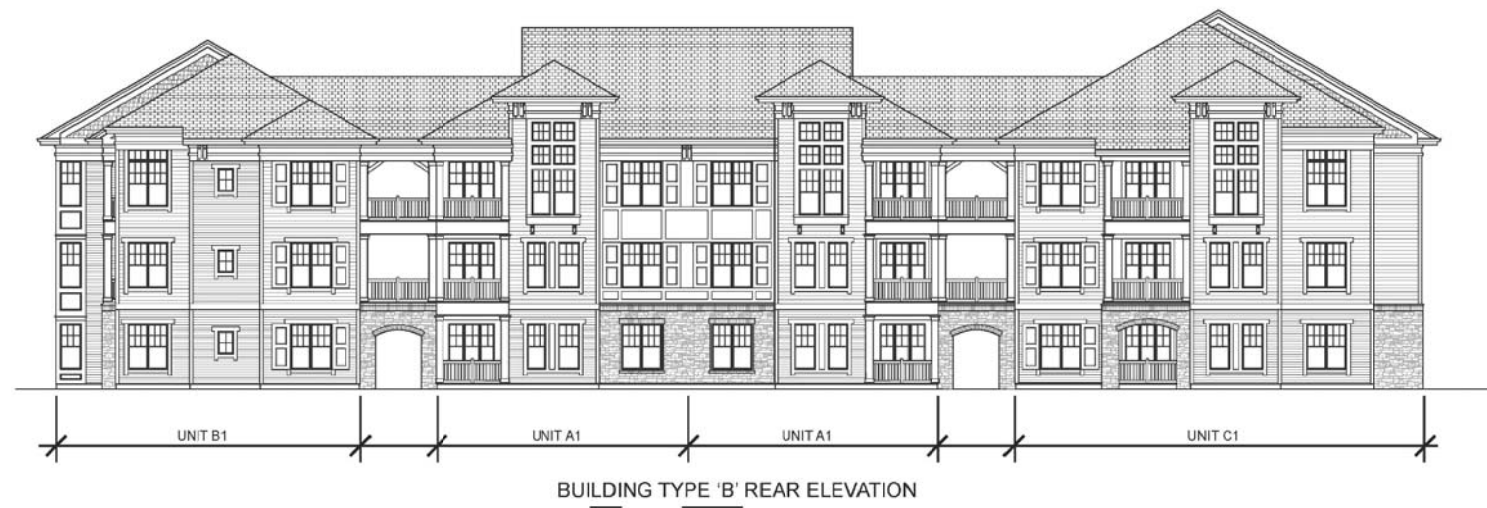 UNIT B1
UNIT A1
UNIT A1
UNIT C1
BUILDING TYPE 'B' REAR ELEVATION